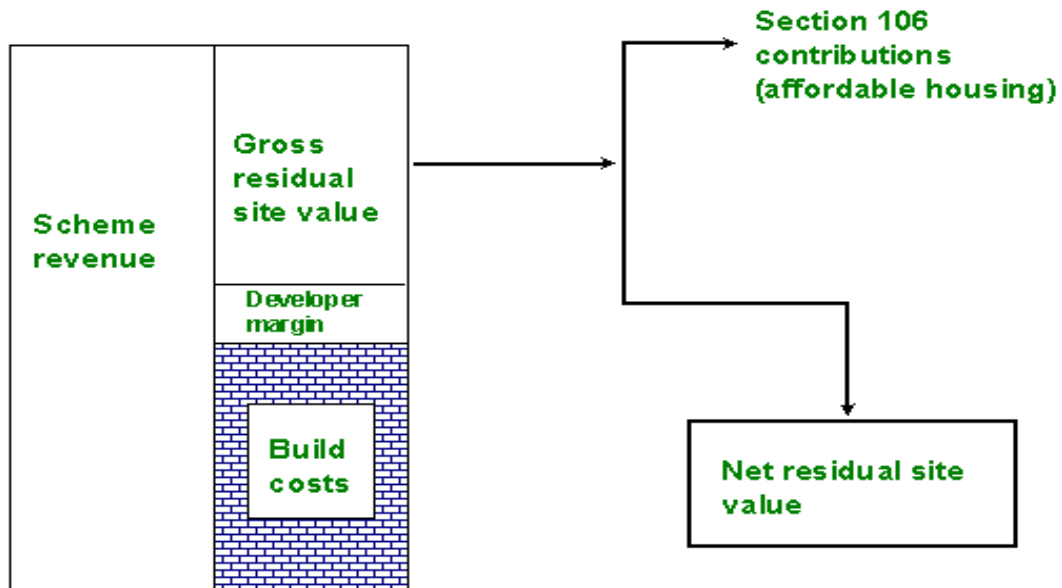 Section 106
contributions
(affordable housing)
Gross
residual
site value
Scheme
revenue
Developer
margin
Build
costs
Net residual site
value